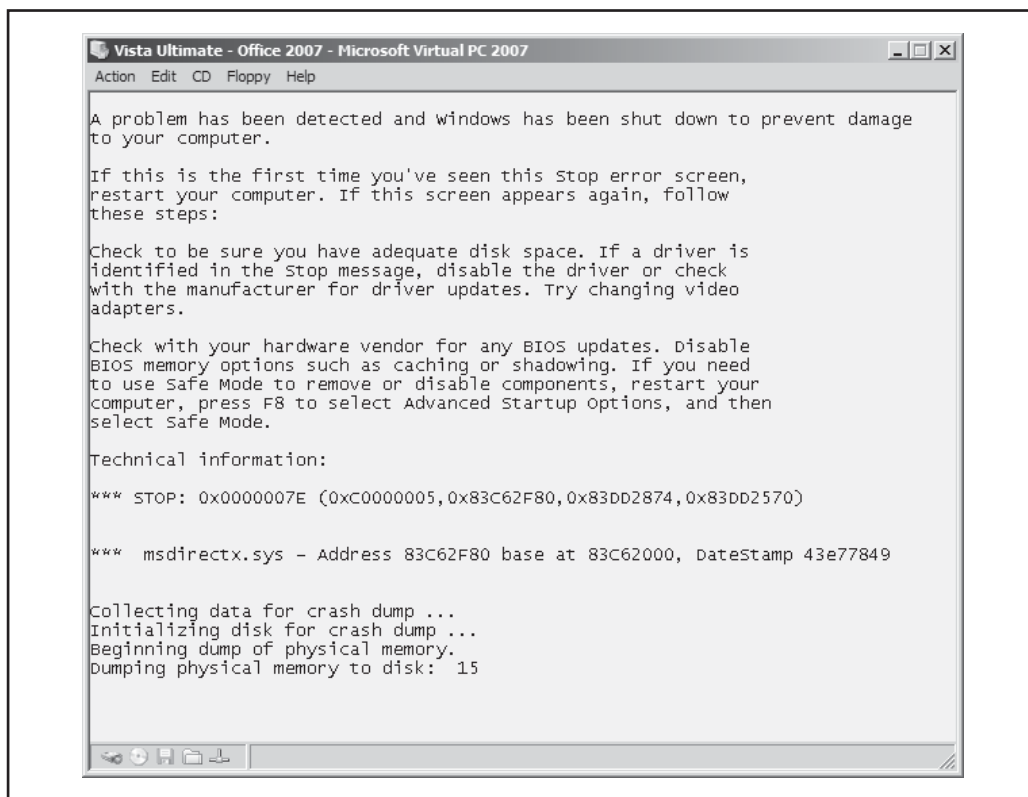 Vista Ultimate - Office 2007 - Microsoft Virtual PC 2007
Action Edit CD Floppy Help
A problem has been detected and Windows has been shut down to prevent damage
to your computer.
If this is the first time you've seen this Stop error screen,
restart your computer. If this screen appears again, follow
these steps:
Check to be sure you have adequate disk space. If a driver is
identified in the Stop message, disable the driver or check
with the manufacturer for driver updates. Try changing video
adapters.
Check with your hardware vendor for any BIOS updates. Disable
BIOS memory options such as caching or shadowing. If you need
to use Safe Mode to remove or disable components, restart your
computer, press F8 to select Advanced Startup Options, and then
select Safe Mode.
Technical information:
*** STOP: 0x0000007E (0xC0000005,0x83C62F80,0x83DD2874,0x83DD2570)
*** msdirectx.sys – Address 83C62F80 base at 83C62000, DateStamp 43e77849
Collecting data for crash dump ...
Initializing disk for crash dump ...
Beginning dump of physical memory.
Dumping physical memory to disk: 15